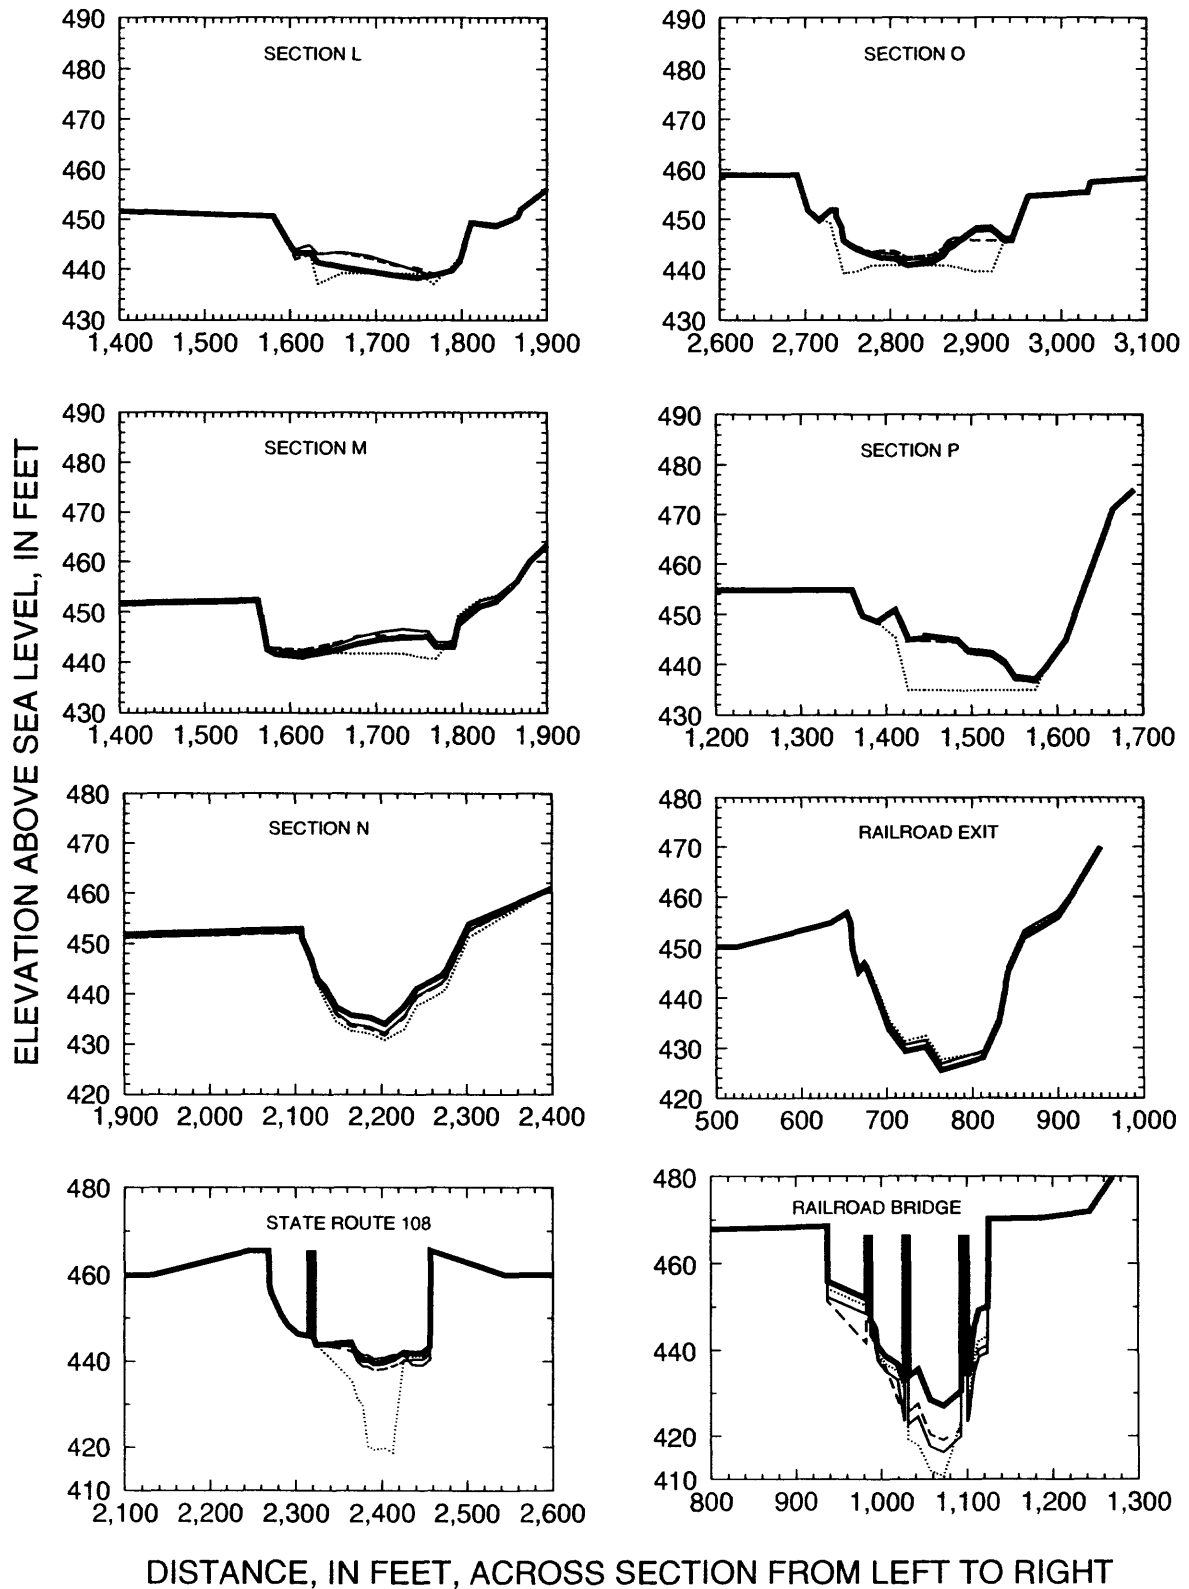 ELEVATION ABOVE SEA LEVEL, IN FEET
SECTION L
490
480
470
460
450
440
430
1,400 1,500 1,600 1,700 1,800 1,900
SECTION O
490
480
470
460
450
440
430
2,600 2,700 2,800 2,900 3,000 3,100
SECTION M
490
480
470
460
450
440
430
1,400 1,500 1,600 1,700 1,800 1,900
SECTION P
490
480
470
460
450
440
430
1,200 1,300 1,400 1,500 1,600 1,700
SECTION N
480
470
460
450
440
430
420
1,900 2,000 2,100 2,200 2,300 2,400
RAILROAD EXIT
480
470
460
450
440
430
420
500 600 700 800 900 1,000
STATE ROUTE 108
480
460
440
420
410
2,100 2,200 2,300 2,400 2,500 2,600
RAILROAD BRIDGE
480
460
440
420
410
800 900 1,000 1,100 1,200 1,300
DISTANCE, IN FEET, ACROSS SECTION FROM LEFT TO RIGHT